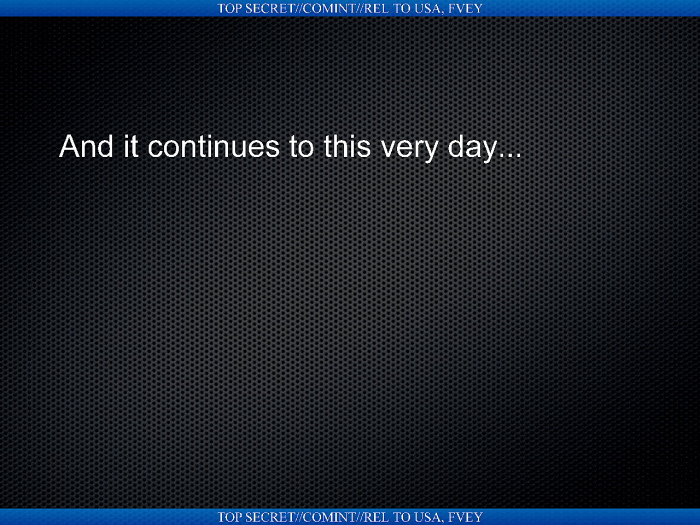 TOP SECRET//COMINT//REL TO USA, FVEY
And it continues to this very day...
TOP SECRET//COMINT//REL TO USA, FVEY